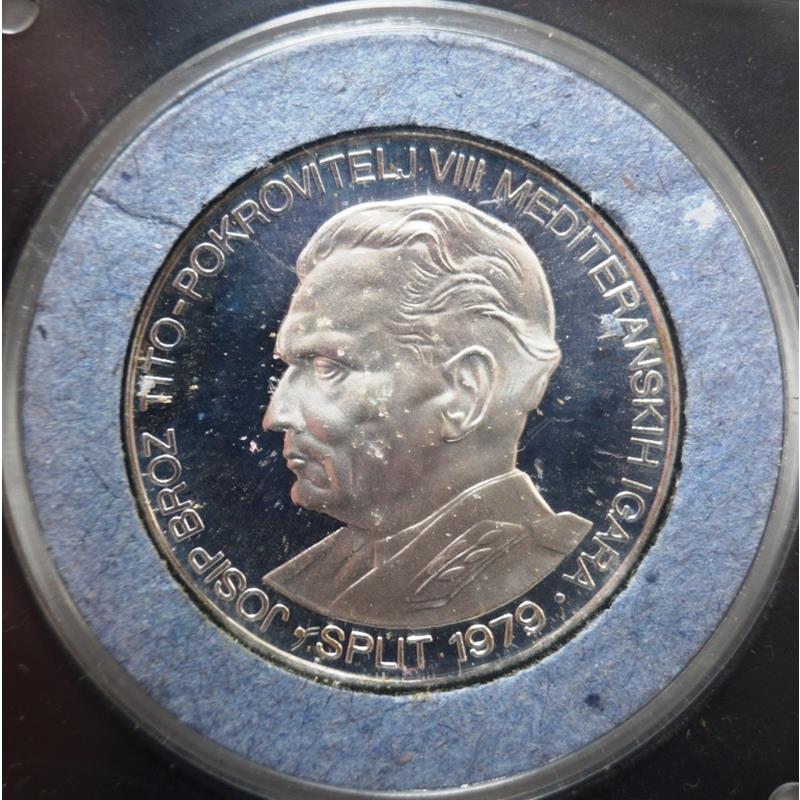 JOSIP BROZ TITO-POKROVITELJ VIII MEDITERANSKIH IGARA ·
SPLIT 1979